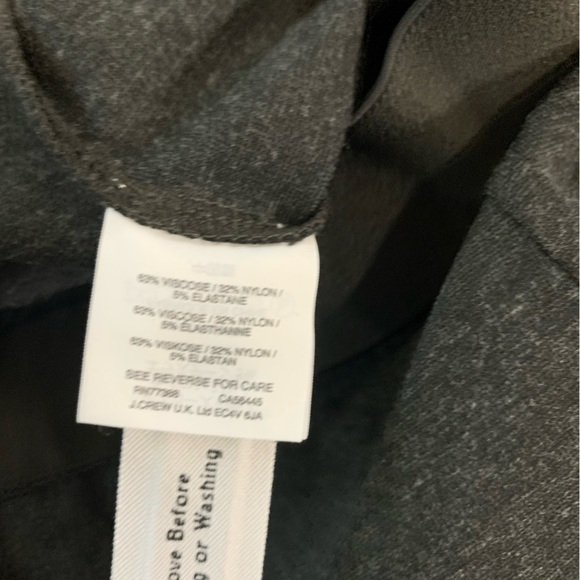 63% VISCOSE / 32% NYLON /
5% ELASTANE
63% VISCOSE / 32% NYLON /
5% ELASTHANNE
63% VISKOSE / 32% NYLON /
5% ELASTAN
SEE REVERSE FOR CARE
RN77388 CA56445
J.CREW U.K. Ltd EC4V 6JA
ove Before
g or Washing